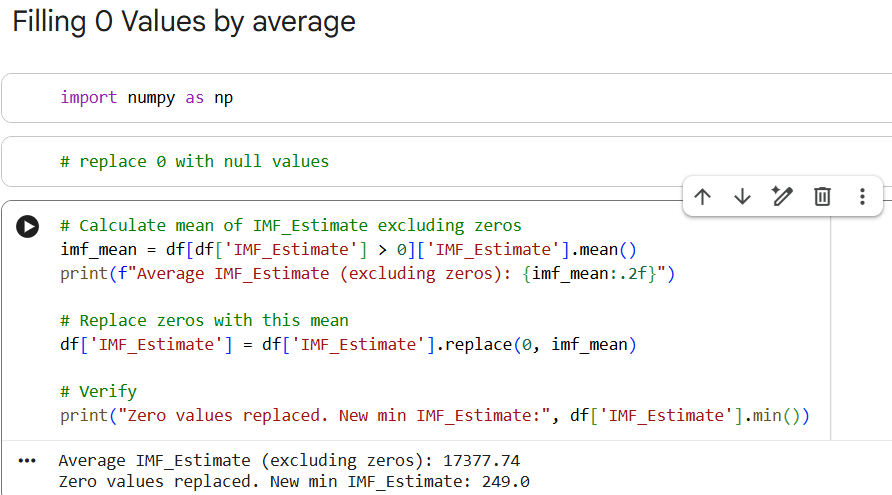 Filling 0 Values by average
import numpy as np
# replace 0 with null values
# Calculate mean of IMF_Estimate excluding zeros
imf_mean = df[df['IMF_Estimate'] > 0]['IMF_Estimate'].mean()
print(f"Average IMF_Estimate (excluding zeros): {imf_mean:.2f}")
# Replace zeros with this mean
df['IMF_Estimate'] = df['IMF_Estimate'].replace(0, imf_mean)
# Verify
print("Zero values replaced. New min IMF_Estimate:", df['IMF_Estimate'].min())
Average IMF_Estimate (excluding zeros): 17377.74
Zero values replaced. New min IMF_Estimate: 249.0